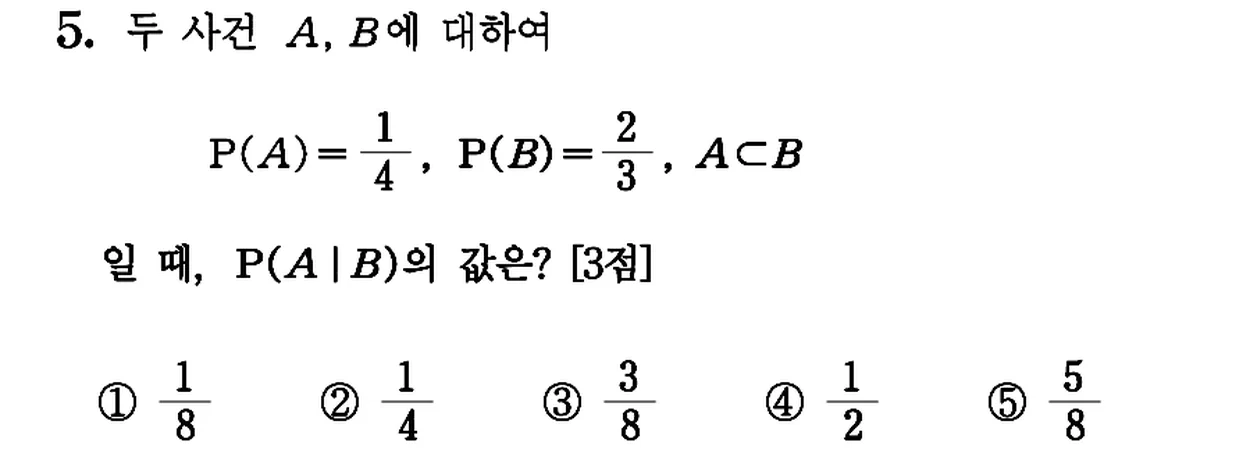 5. 두 사건 A, B에 대하여
P(A)=1/4, P(B)=2/3, A⊂B
일 때, P(A|B)의 값은? [3점]
① 1/8 ② 1/4 ③ 3/8 ④ 1/2 ⑤ 5/8